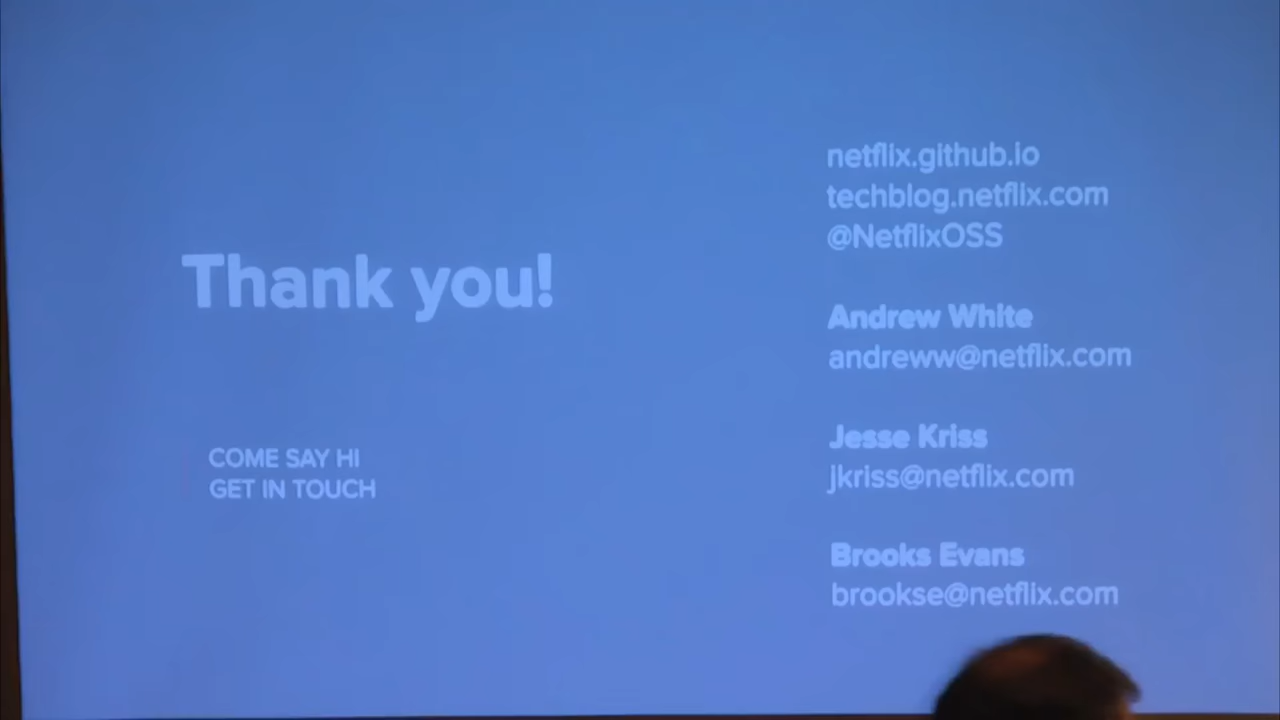 Thank you!
COME SAY HI
GET IN TOUCH
netflix.github.io
techblog.netflix.com
@NetflixOSS
Andrew White
andreww@netflix.com
Jesse Kriss
jkriss@netflix.com
Brooks Evans
brookse@netflix.com